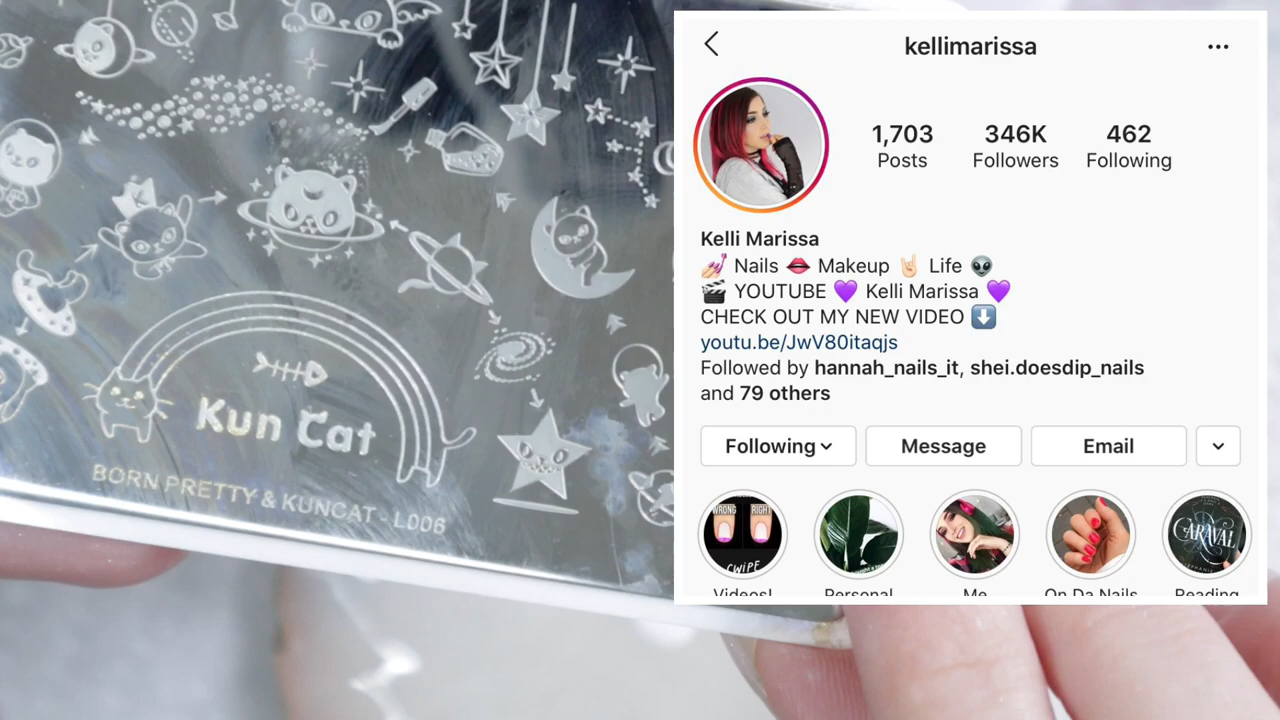 Kun Cat
BORN PRETTY & KUNCAT - L006
kellimarissa
1,703
Posts
346K
Followers
462
Following
Kelli Marissa
💅🏻 Nails 👄 Makeup 🤘🏻 Life 👽
🎬 YOUTUBE 💜 Kelli Marissa 💜
CHECK OUT MY NEW VIDEO ⬇️
youtu.be/JwV80itaqjs
Followed by hannah_nails_it, shei.doesdip_nails
and 79 others
Following
Message
Email
WRONG
RIGHT
CWIPE
CARAVAL
Videos!
Personal
Me
On Da Nails
Reading